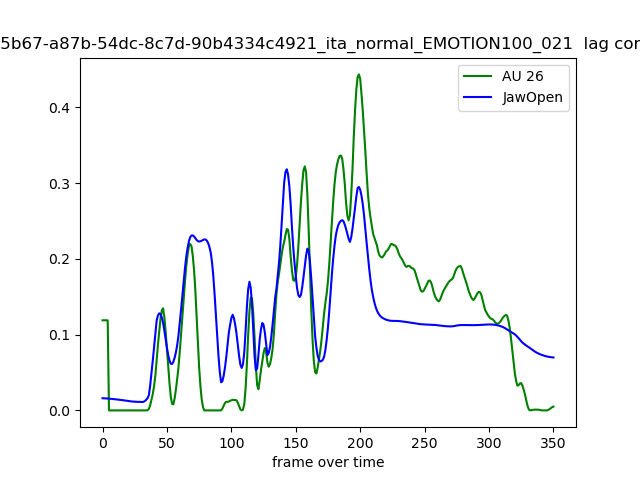 5b67-a87b-54dc-8c7d-90b4334c4921_ita_normal_EMOTION100_021 lag cor
AU 26
JawOpen
0.4
0.3
0.2
0.1
0.0
0 50 100 150 200 250 300 350
frame over time